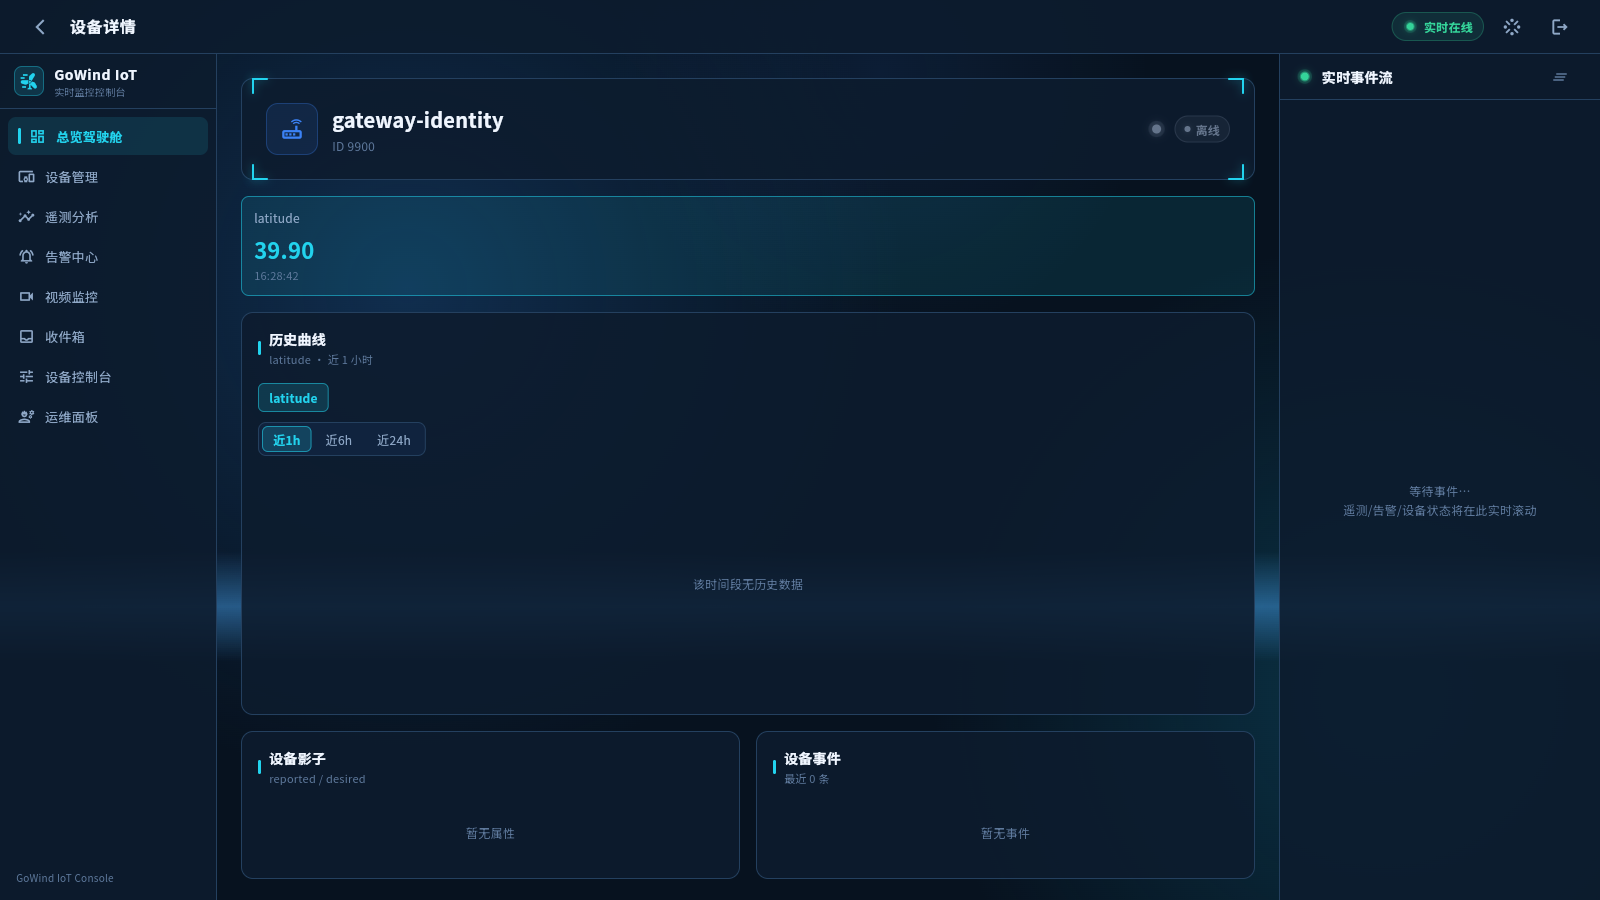 设备详情
实时在线
GoWind IoT
实时监控控制台
总览驾驶舱
设备管理
遥测分析
告警中心
视频监控
收件箱
设备控制台
运维面板
GoWind IoT Console
gateway-identity
ID 9900
离线
latitude
39.90
16:28:42
历史曲线
latitude · 近 1 小时
latitude
近1h 近6h 近24h
该时间段无历史数据
设备影子
reported / desired
暂无属性
设备事件
最近 0 条
暂无事件
实时事件流
等待事件…
遥测/告警/设备状态将在此实时滚动